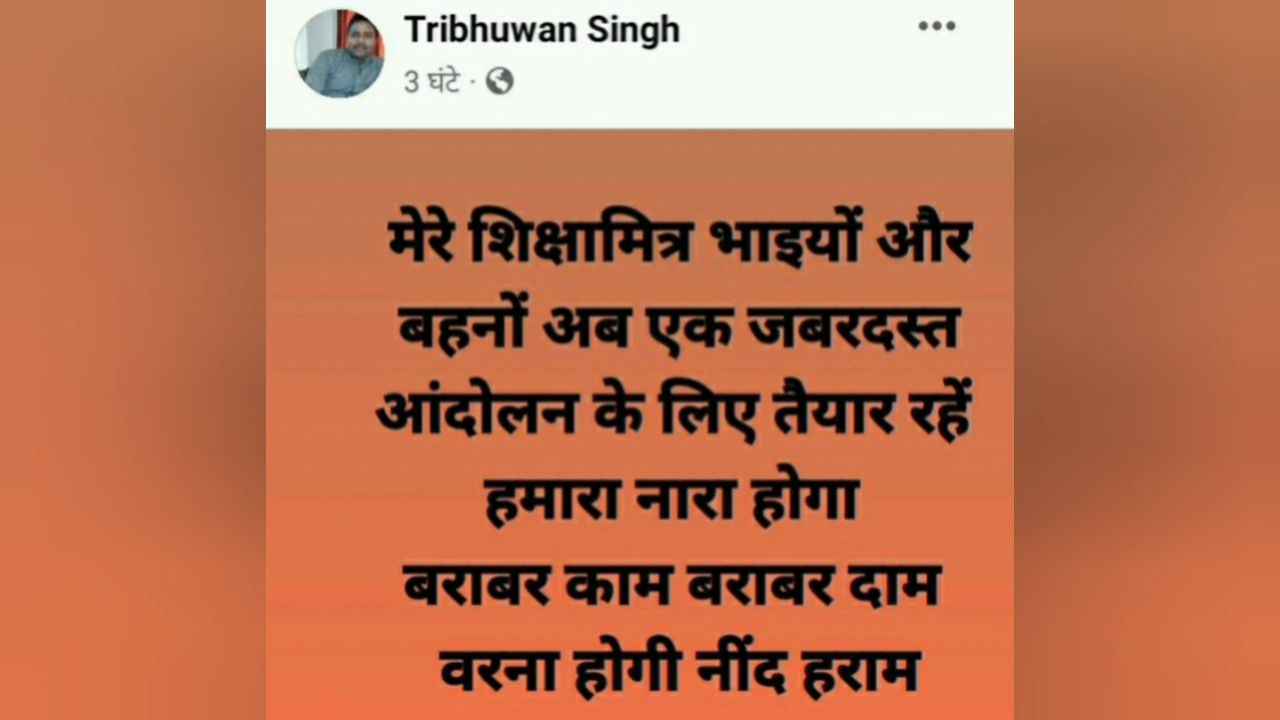 Tribhuwan Singh
3 घंटे ·
मेरे शिक्षामित्र भाइयों और
बहनों अब एक जबरदस्त
आंदोलन के लिए तैयार रहें
हमारा नारा होगा
बराबर काम बराबर दाम
वरना होगी नींद हराम